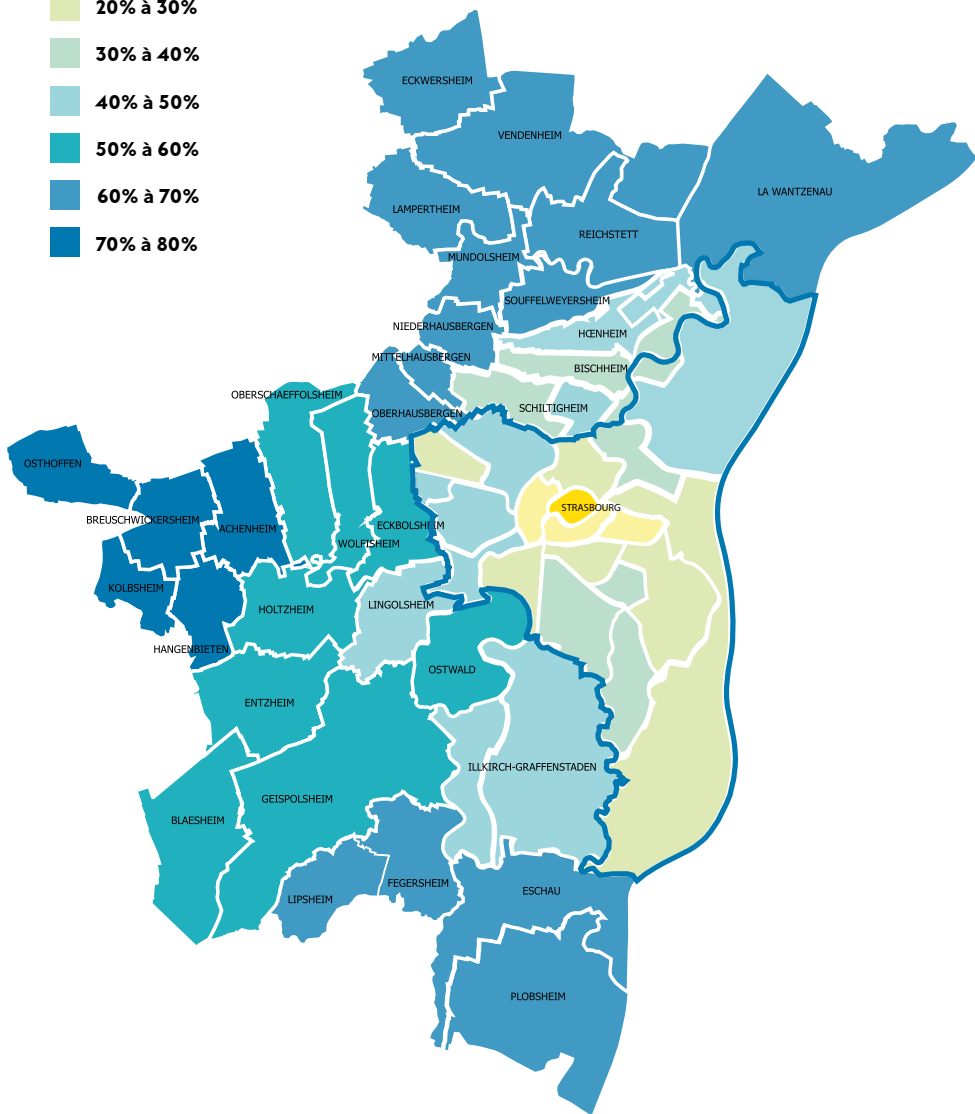 20% à 30%
30% à 40%
40% à 50%
50% à 60%
60% à 70%
70% à 80%
ECKWERSHEIM
VENDENHEIM
LA WANTZENAU
LAMPERTHEIM
REICHSTETT
MUNDOLSHEIM
SOUFFELWEYERSHEIM
NIEDERHAUSBERGEN
HŒNHEIM
MITTELHAUSBERGEN
BISCHHEIM
OBERSCHAEFFOLSHEIM
SCHILTIGHEIM
OBERHAUSBERGEN
OSTHOFFEN
STRASBOURG
BREUSCHWICKERSHEIM
ACHENHEIM
ECKBOLSHEIM
WOLFISHEIM
KOLBSHEIM
HOLTZHEIM
LINGOLSHEIM
HANGENBIETEN
OSTWALD
ENTZHEIM
ILLKIRCH-GRAFFENSTADEN
GEISPOLSHEIM
BLAESHEIM
FEGERSHEIM
ESCHAU
LIPSHEIM
PLOBSHEIM